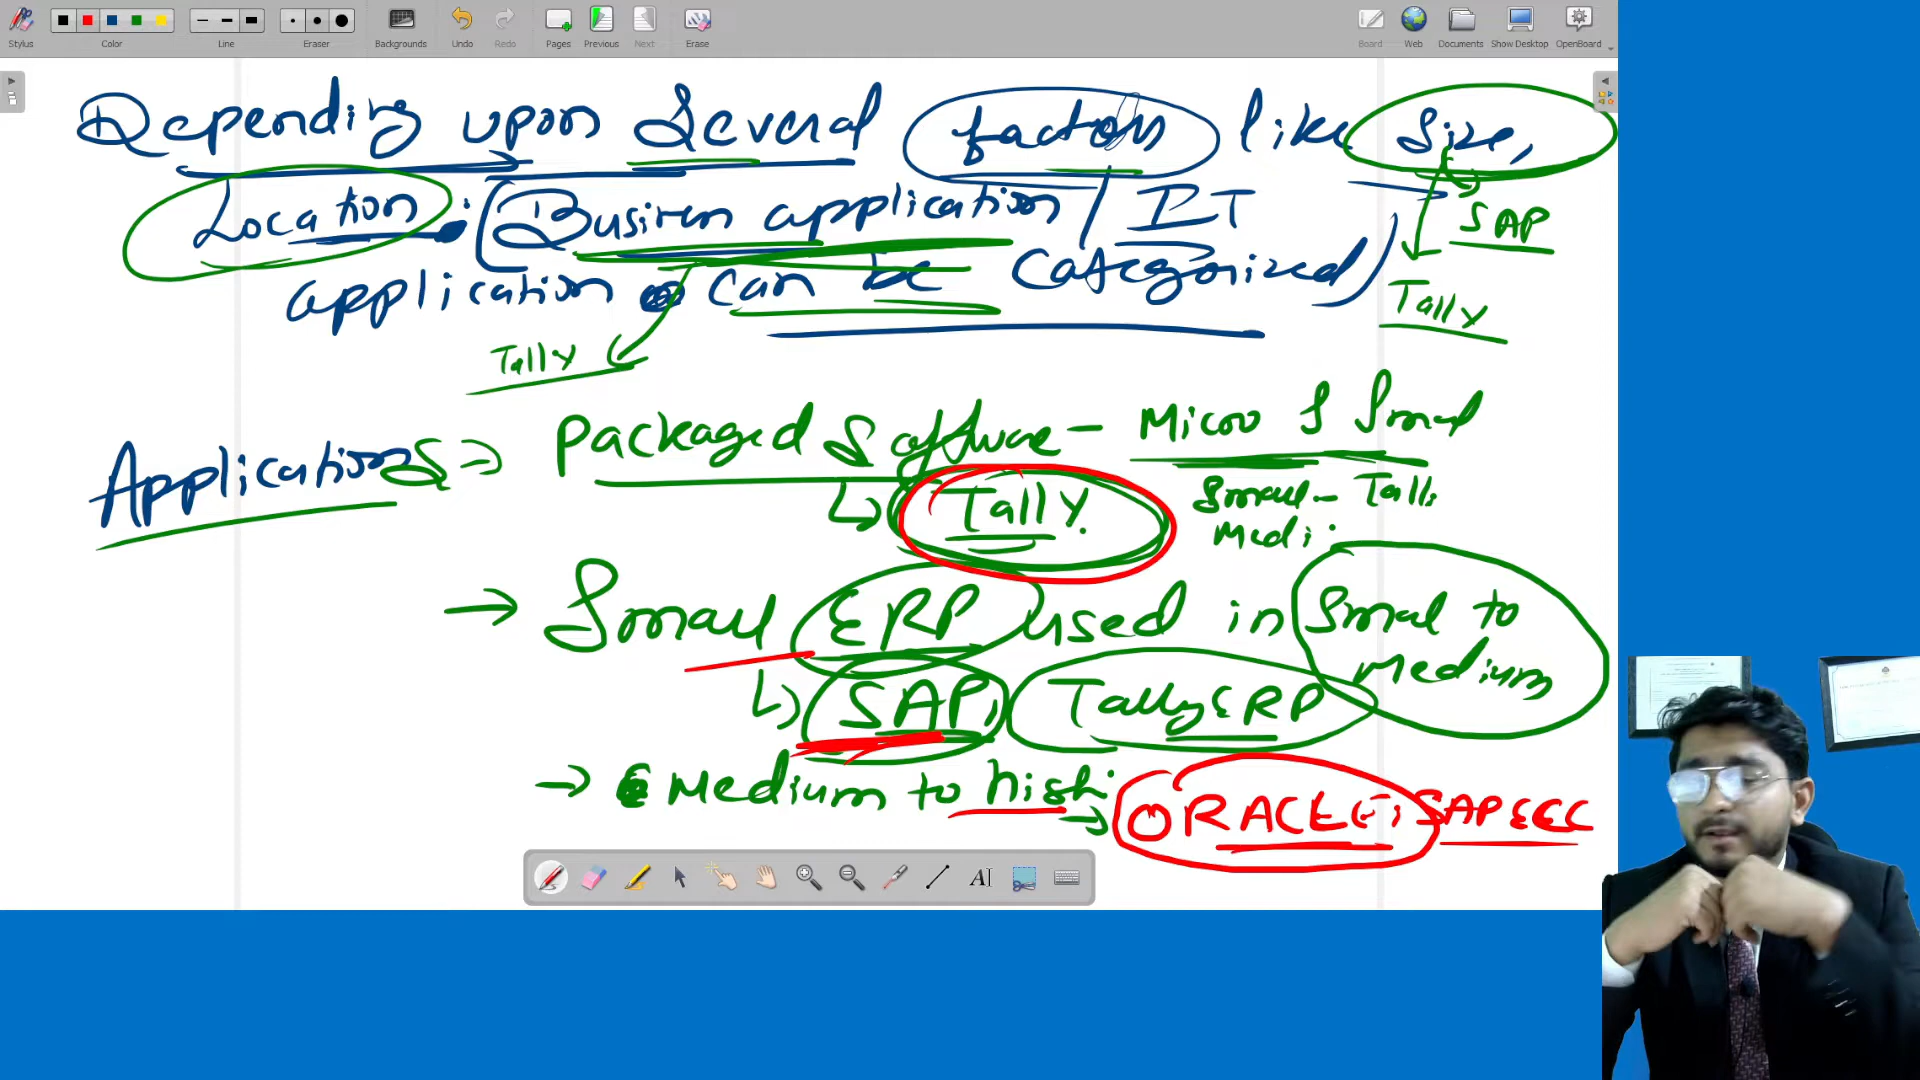 Stylus
Color
Line
Eraser
Backgrounds
Undo
Redo
Pages
Previous
Next
Erase
Board
Web
Documents
Show Desktop
OpenBoard
Depending upon Several factors like Size,
Location. (Business application / IT
application can be Categorized)
SAP
Tally
Tally
Applications => Packaged Software - Micro & Small
↳ Tally.
Small - Tall
Medi
→ Small ERP used in Small to
Medium
↳ SAP, Tally ERP
→ Medium to high → ORACLE, SAP ECC